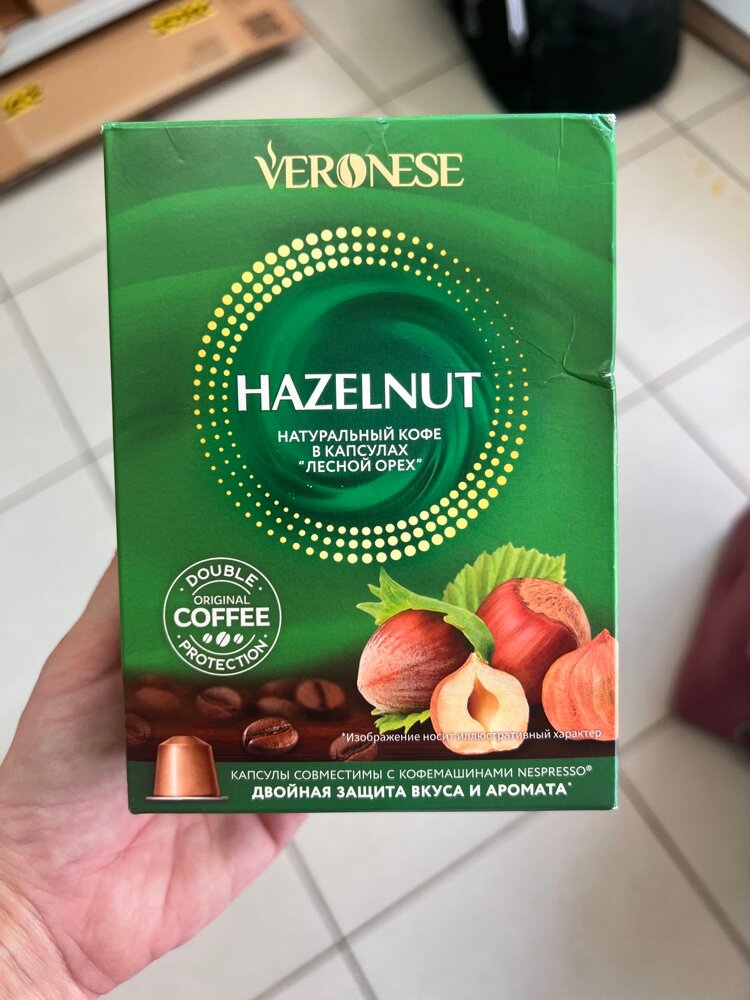 VERONESE
HAZELNUT
НАТУРАЛЬНЫЙ КОФЕ
В КАПСУЛАХ
"ЛЕСНОЙ ОРЕХ"
DOUBLE
ORIGINAL
COFFEE
PROTECTION
*Изображение носит иллюстративный характер
КАПСУЛЫ СОВМЕСТИМЫ С КОФЕМАШИНАМИ NESPRESSO®
ДВОЙНАЯ ЗАЩИТА ВКУСА И АРОМАТА*